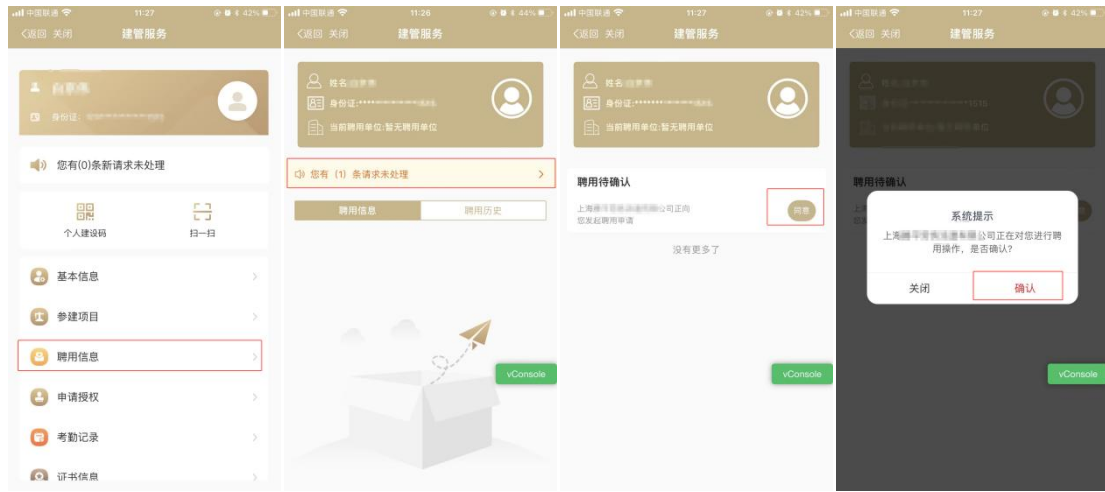 中国联通 11:27 42%
返回 关闭 建管服务
身份证:
您有(0)条新请求未处理
个人建设码 扫一扫
基本信息
参建项目
聘用信息
申请授权
考勤记录
证书信息
中国联通 11:26 44%
返回 关闭 建管服务
姓名:
身份证:****
当前聘用单位:暂无聘用单位
您有 (1) 条请求未处理
聘用信息 聘用历史
vConsole
中国联通 11:27 42%
返回 关闭 建管服务
姓名:
身份证:*******
当前聘用单位:暂无聘用单位
聘用待确认
上海 公司正向
您发起聘用申请
同意
没有更多了
vConsole
中国联通 11:27 42%
返回 关闭 建管服务
聘用待确认
系统提示
上海 公司正在对您进行聘
用操作，是否确认?
关闭 确认
vConsole